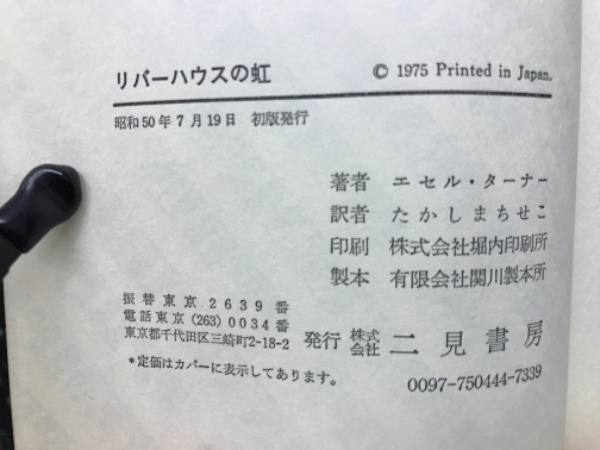 リバーハウスの虹
© 1975 Printed in Japan.
昭和50年7月19日 初版発行
著者 エセル・ターナー
訳者 たかしまちせこ
印刷 株式会社堀内印刷所
製本 有限会社関川製本所
振替東京2639番
電話東京(263)0034番
東京都千代田区三崎町2-18-2
発行 株式会社 二見書房
*定価はカバーに表示してあります。
0097-750444-7339